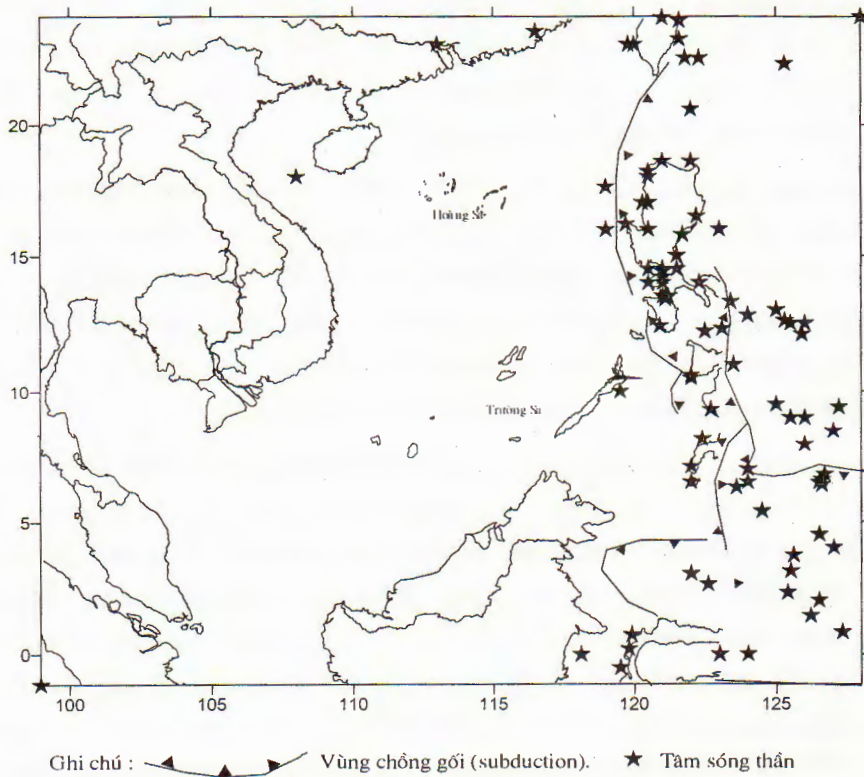 20
Hoàng Sa
15
10
Trường Sa
5
0
100 105 110 115 120 125
Ghi chú : Vùng chồng gối (subduction). Tâm sóng thần